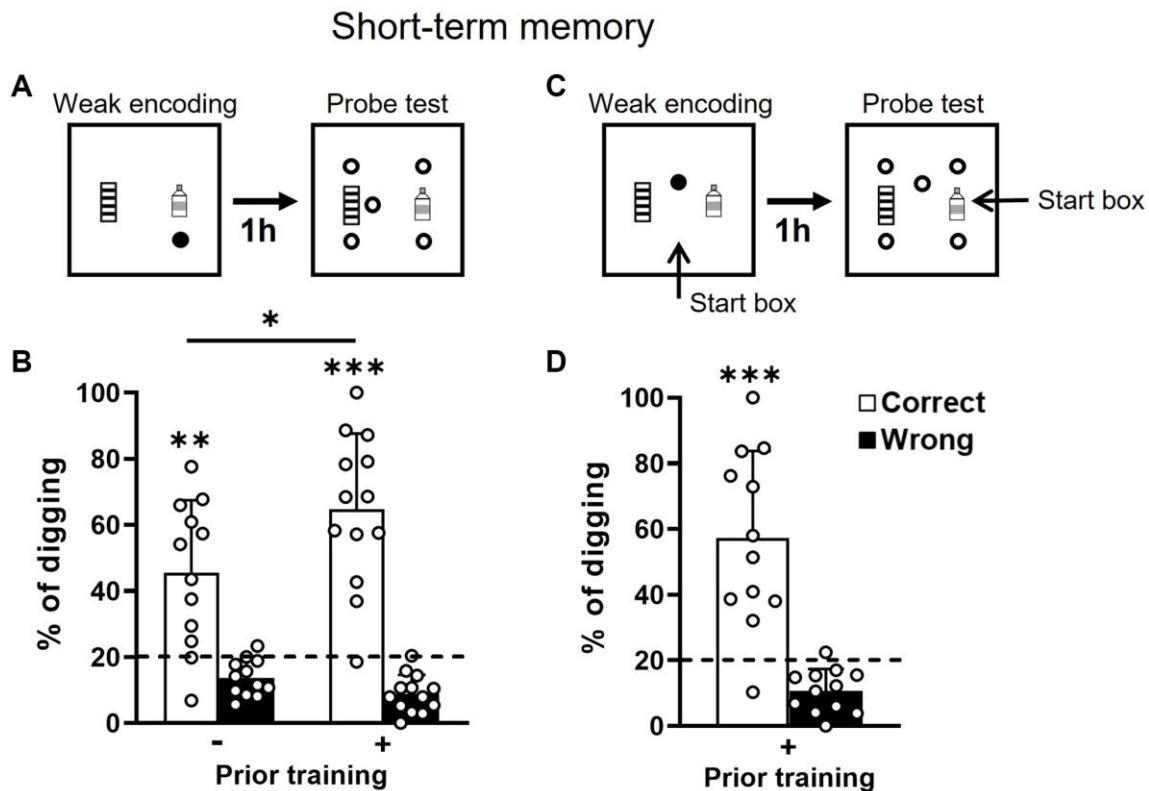 Short-term memory
A
Weak encoding
Probe test
1h
C
Weak encoding
Probe test
1h
Start box
Start box
B
*
**
***
% of digging
100
80
60
40
20
0
-
+
Prior training
D
***
% of digging
100
80
60
40
20
0
+
Prior training
Correct
Wrong